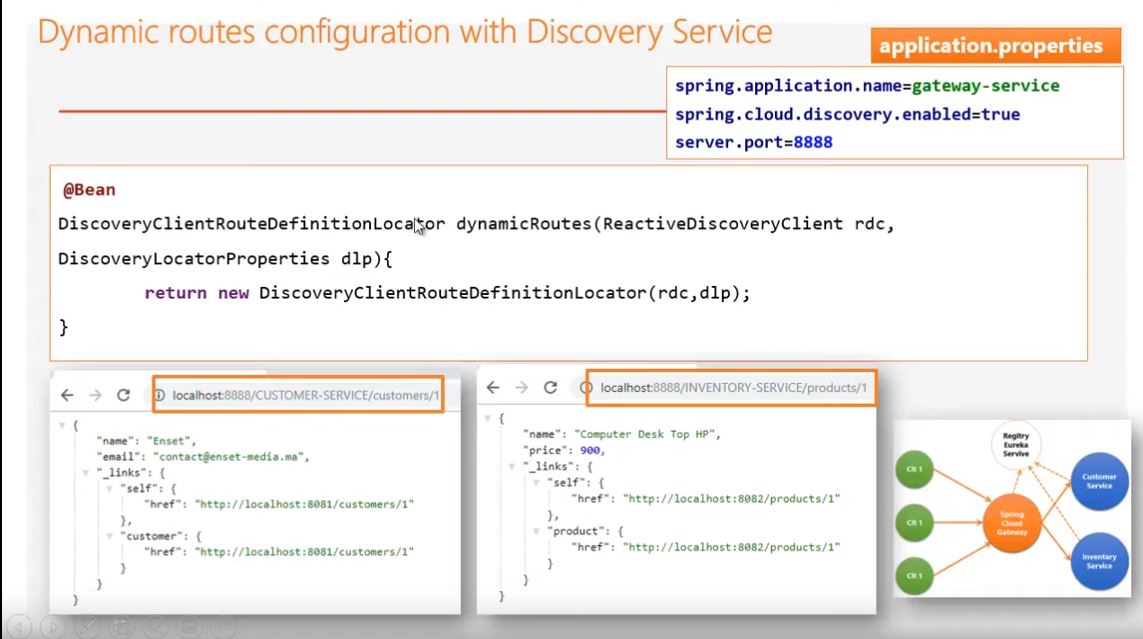 Dynamic routes configuration with Discovery Service
application.properties
spring.application.name=gateway-service
spring.cloud.discovery.enabled=true
server.port=8888
@Bean
DiscoveryClientRouteDefinitionLocator dynamicRoutes(ReactiveDiscoveryClient rdc,
DiscoveryLocatorProperties dlp){
return new DiscoveryClientRouteDefinitionLocator(rdc,dlp);
}
localhost:8888/CUSTOMER-SERVICE/customers/1
{
"name": "Enset",
"email": "contact@enset-media.ma",
"_links": {
"self": {
"href": "http://localhost:8081/customers/1"
},
"customer": {
"href": "http://localhost:8081/customers/1"
}
}
}
localhost:8888/INVENTORY-SERVICE/products/1
{
"name": "Computer Desk Top HP",
"price": 900,
"_links": {
"self": {
"href": "http://localhost:8082/products/1"
},
"product": {
"href": "http://localhost:8082/products/1"
}
}
}
Regitry
Eureka
Servive
Clt 1
Clt 1
Clt 1
Spring
Cloud
Gateway
Customer
Service
Inventory
Service